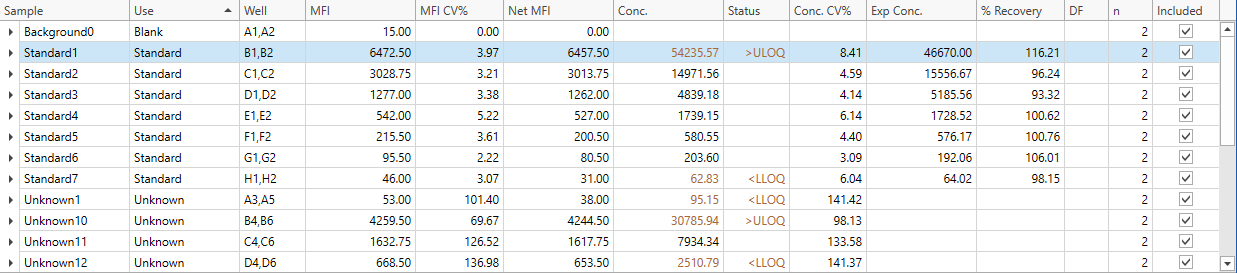 Sample Use Well MFI MFI CV% Net MFI Conc. Status Conc. CV% Exp Conc. % Recovery DF n Included
Background0 Blank A1,A2 15.00 0.00 0.00 2
Standard1 Standard B1,B2 6472.50 3.97 6457.50 54235.57 >ULOQ 8.41 46670.00 116.21 2
Standard2 Standard C1,C2 3028.75 3.21 3013.75 14971.56 4.59 15556.67 96.24 2
Standard3 Standard D1,D2 1277.00 3.38 1262.00 4839.18 4.14 5185.56 93.32 2
Standard4 Standard E1,E2 542.00 5.22 527.00 1739.15 6.14 1728.52 100.62 2
Standard5 Standard F1,F2 215.50 3.61 200.50 580.55 4.40 576.17 100.76 2
Standard6 Standard G1,G2 95.50 2.22 80.50 203.60 3.09 192.06 106.01 2
Standard7 Standard H1,H2 46.00 3.07 31.00 62.83 <LLOQ 6.04 64.02 98.15 2
Unknown1 Unknown A3,A5 53.00 101.40 38.00 95.15 <LLOQ 141.42 2
Unknown10 Unknown B4,B6 4259.50 69.67 4244.50 30785.94 >ULOQ 98.13 2
Unknown11 Unknown C4,C6 1632.75 126.52 1617.75 7934.34 133.58 2
Unknown12 Unknown D4,D6 668.50 136.98 653.50 2510.79 <LLOQ 141.37 2